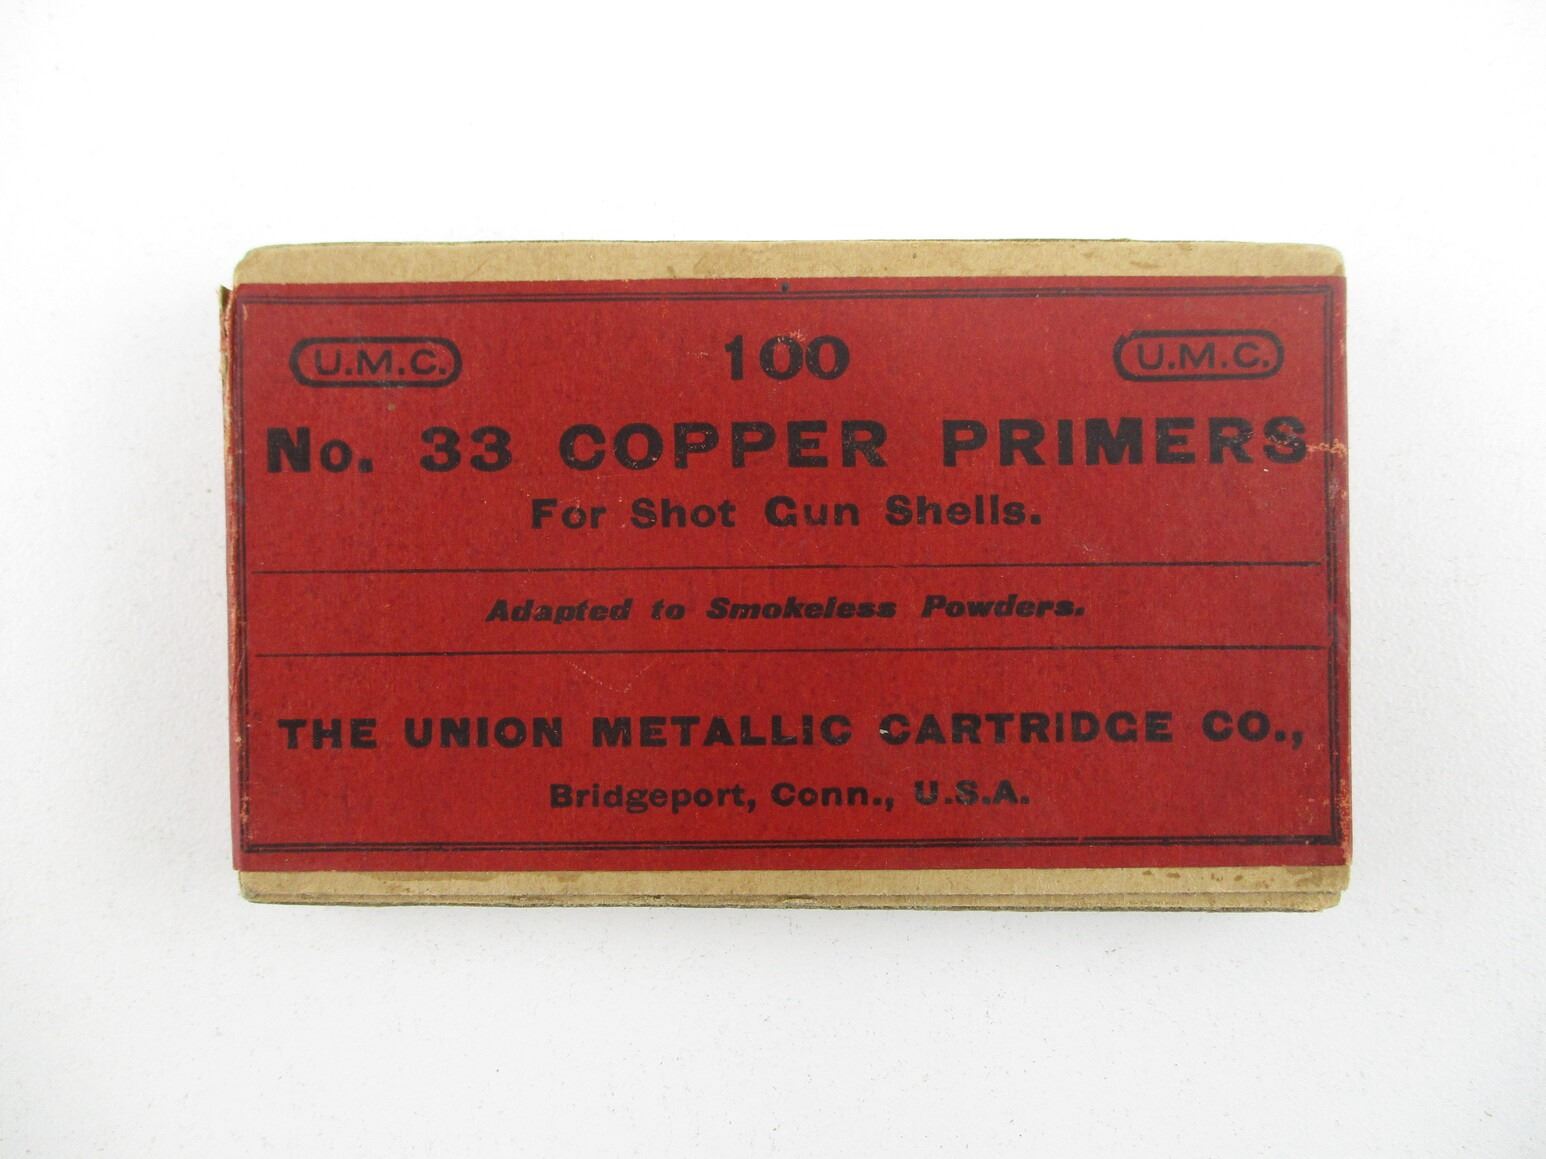 U.M.C. 100 U.M.C.
No. 33 COPPER PRIMERS
For Shot Gun Shells.
Adapted to Smokeless Powders.
THE UNION METALLIC CARTRIDGE CO.,
Bridgeport, Conn., U.S.A.